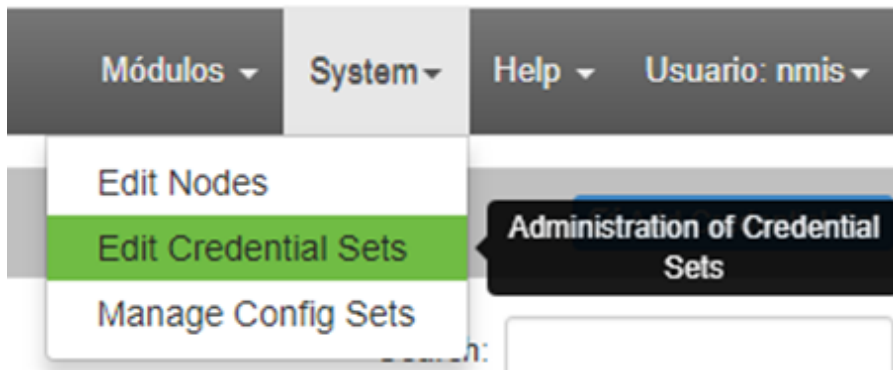 Módulos System Help Usuario: nmis
Edit Nodes
Edit Credential Sets
Administration of Credential
Sets
Manage Config Sets